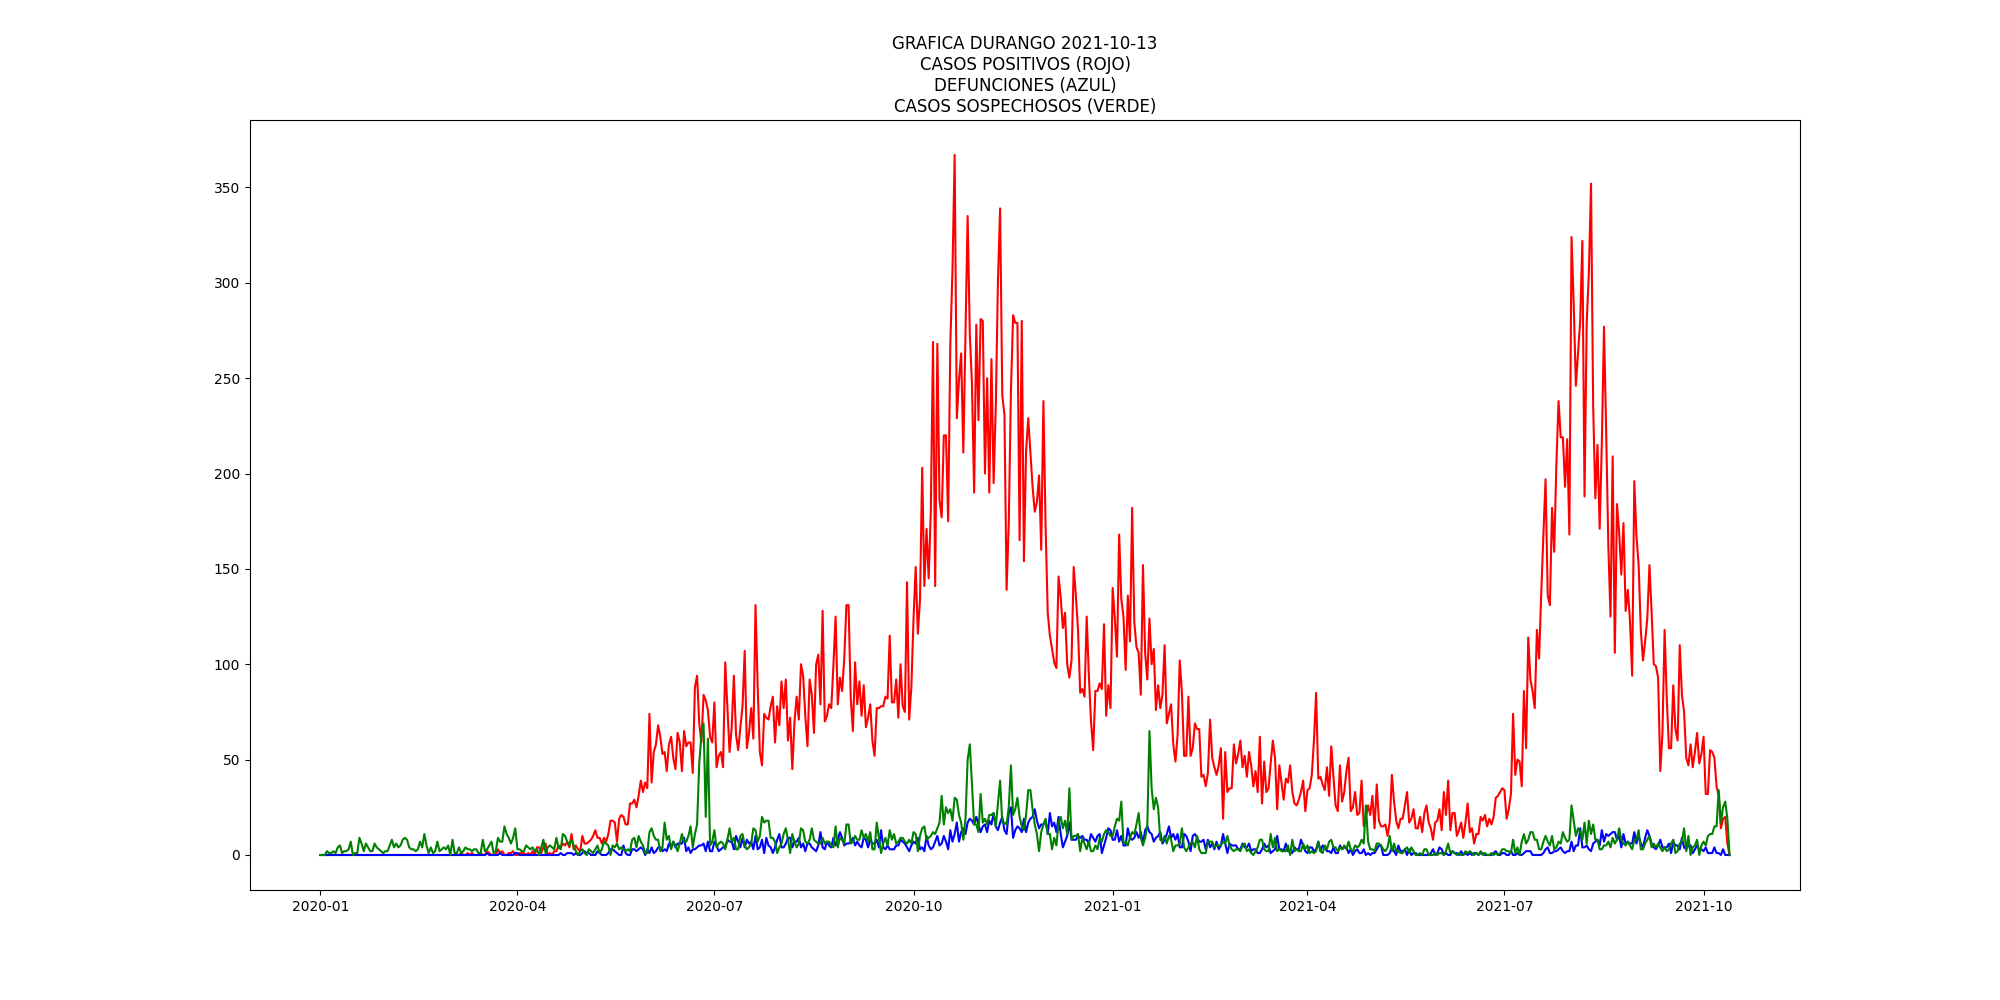 GRAFICA DURANGO 2021-10-13
CASOS POSITIVOS (ROJO)
DEFUNCIONES (AZUL)
CASOS SOSPECHOSOS (VERDE)
350
300
250
200
150
100
50
0
2020-01 2020-04 2020-07 2020-10 2021-01 2021-04 2021-07 2021-10